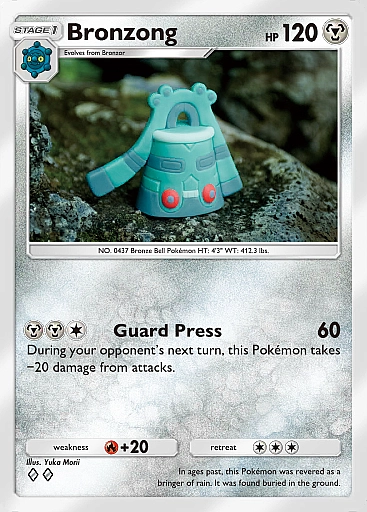 STAGE 1
Bronzong
HP 120
Evolves from Bronzor
NO. 0437 Bronze Bell Pokémon HT: 4'3" WT: 412.3 lbs.
Guard Press 60
During your opponent's next turn, this Pokémon takes
−20 damage from attacks.
weakness +20 retreat
Illus. Yuka Morii
In ages past, this Pokémon was revered as a
bringer of rain. It was found buried in the ground.